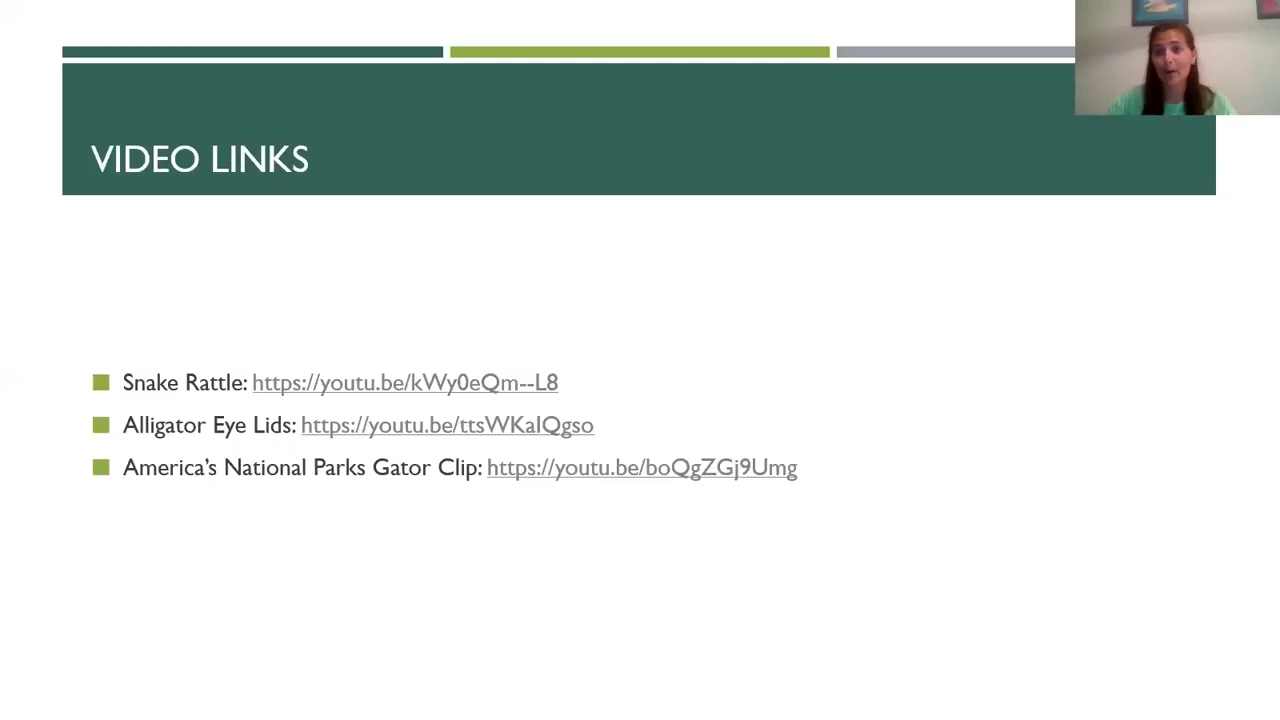 VIDEO LINKS
Snake Rattle: https://youtu.be/kWy0eQm--L8
Alligator Eye Lids: https://youtu.be/ttsWKaIQgso
America’s National Parks Gator Clip: https://youtu.be/boQgZGj9Umg